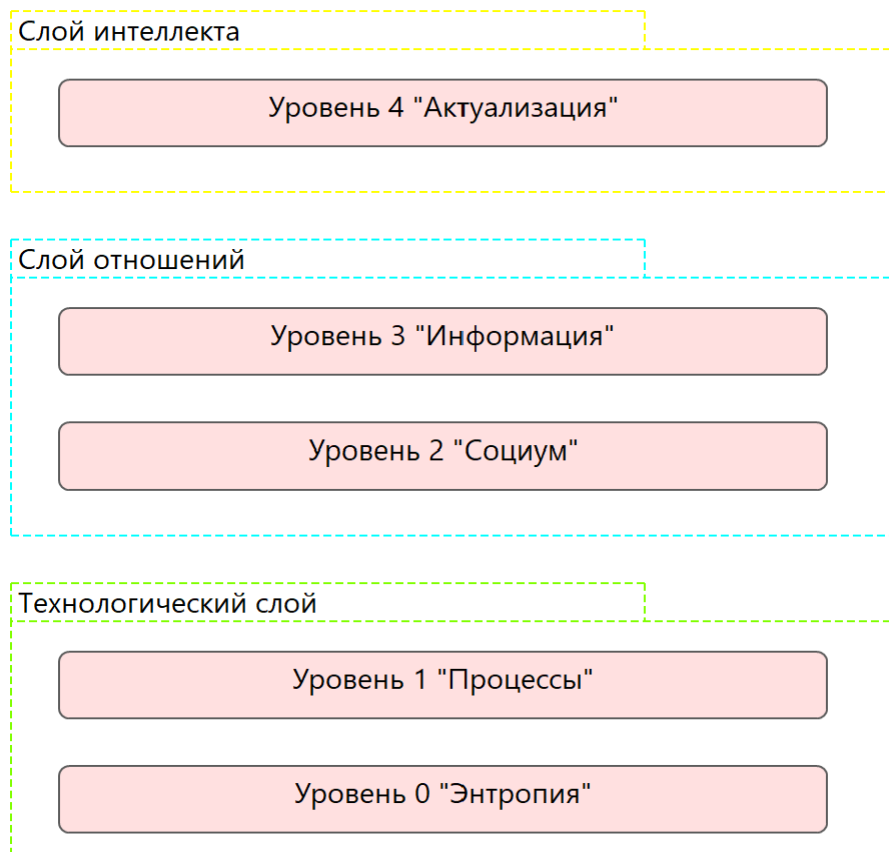 Слой интеллекта
Уровень 4 "Актуализация"
Слой отношений
Уровень 3 "Информация"
Уровень 2 "Социум"
Технологический слой
Уровень 1 "Процессы"
Уровень 0 "Энтропия"